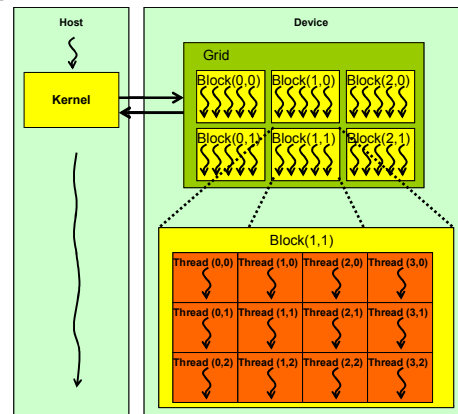 Host
Device
Grid
Kernel
Block(0,0) Block(1,0) Block(2,0)
Block(0,1) Block(1,1) Block(2,1)
Block(1,1)
Thread (0,0) Thread (1,0) Thread (2,0) Thread (3,0)
Thread (0,1) Thread (1,1) Thread (2,1) Thread (3,1)
Thread (0,2) Thread (1,2) Thread (2,2) Thread (3,2)